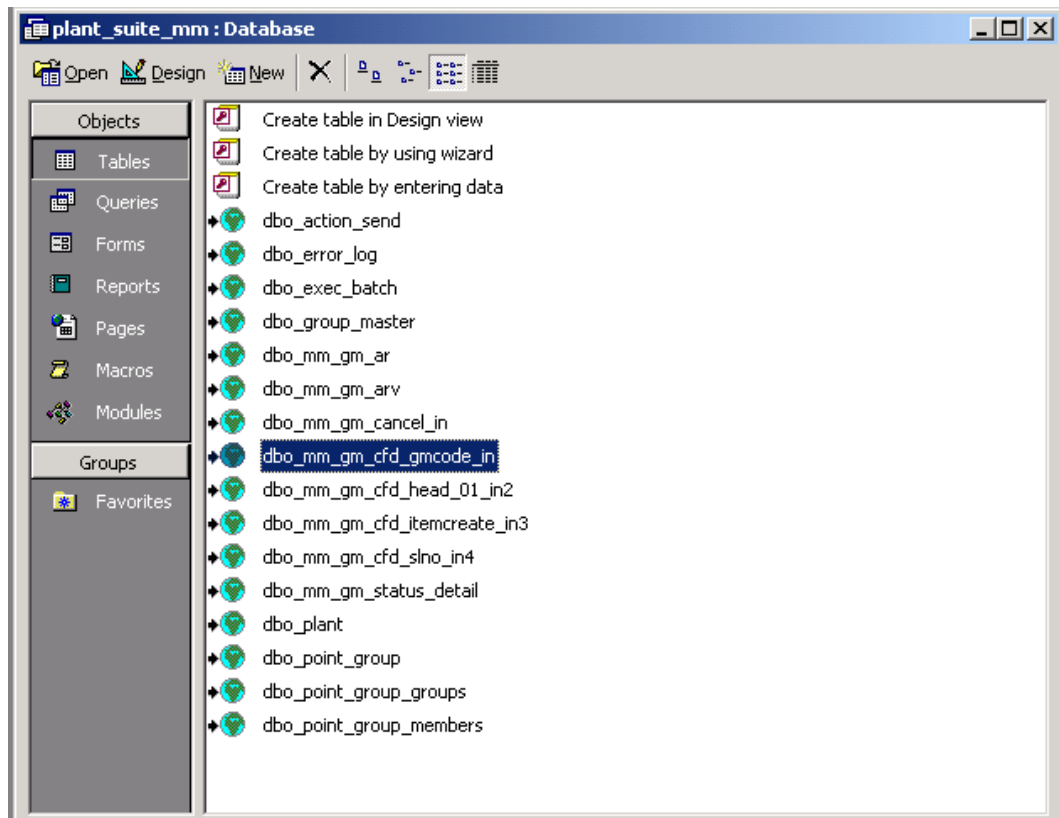 plant_suite_mm : Database
Open Design New
Objects
Tables
Queries
Forms
Reports
Pages
Macros
Modules
Groups
Favorites
Create table in Design view
Create table by using wizard
Create table by entering data
dbo_action_send
dbo_error_log
dbo_exec_batch
dbo_group_master
dbo_mm_gm_ar
dbo_mm_gm_arv
dbo_mm_gm_cancel_in
dbo_mm_gm_cfd_gmcode_in
dbo_mm_gm_cfd_head_01_in2
dbo_mm_gm_cfd_itemcreate_in3
dbo_mm_gm_cfd_slno_in4
dbo_mm_gm_status_detail
dbo_plant
dbo_point_group
dbo_point_group_groups
dbo_point_group_members